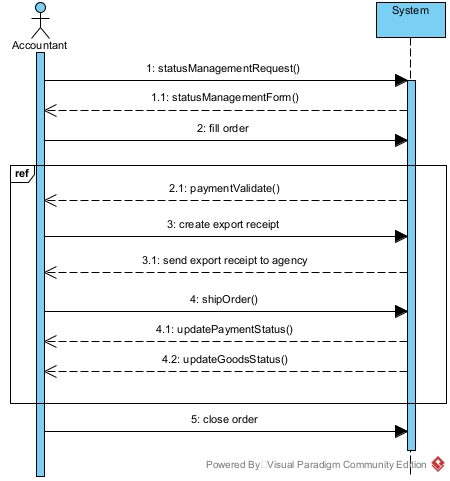 System
Accountant
1: statusManagementRequest()
1.1: statusManagementForm()
2: fill order
ref
2.1: paymentValidate()
3: create export receipt
3.1: send export receipt to agency
4: shipOrder()
4.1: updatePaymentStatus()
4.2: updateGoodsStatus()
5: close order
Powered By Visual Paradigm Community Edition